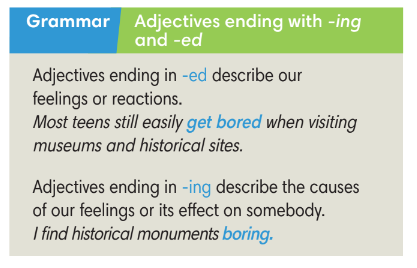 Grammar
Adjectives ending with -ing
and -ed
Adjectives ending in -ed describe our
feelings or reactions.
Most teens still easily get bored when visiting
museums and historical sites.
Adjectives ending in -ing describe the causes
of our feelings or its effect on somebody.
I find historical monuments boring.